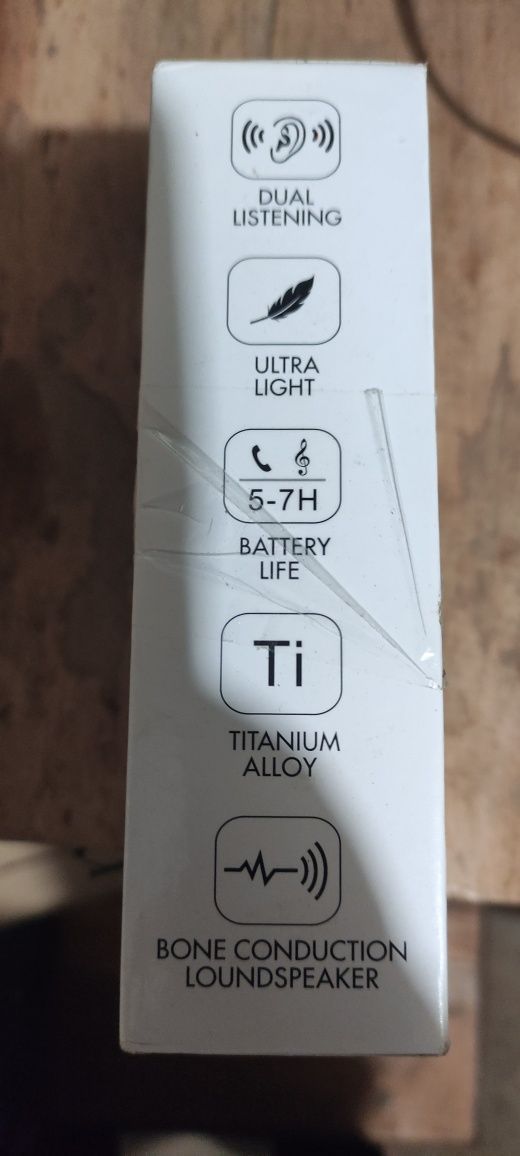 DUAL
LISTENING
ULTRA
LIGHT
5-7H
BATTERY
LIFE
Ti
TITANIUM
ALLOY
BONE CONDUCTION
LOUNDSPEAKER